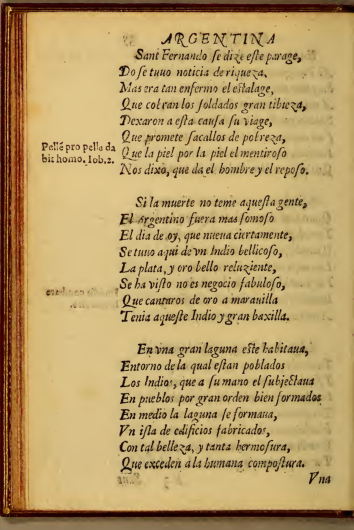 ARGENTINA
Sant Fernando se dize este parage,
Do se tuuo noticia de riqueza,
Mas era tan enfermo el estalage,
Que cobran los soldados gran tibieza,
Dexaron a esta causa su viage,
Que promete sacallos de pobreza,
Pellē pro pelle da
bit homo. Iob.2.
Que la piel por la piel el mentiroso
Nos dixo, que da el hombre y el reposo.
Si la muerte no teme aquesta gente,
El Argentino fuera mas famoso
El dia de oy, que nueua ciertamente,
Se tuuo aqui de vn Indio bellicoso,
La plata, y oro bello reluziente,
Se ha visto no es negocio fabuloso,
Que cantaros de oro a marauilla
Tenia aqueste Indio y gran baxilla.
En vna gran laguna este habitaua,
Entorno de la qual estan poblados
Los Indios, que a su mano el subjectaua
En pueblos por gran orden bien formados
En medio la laguna se formaua,
Vn isla de edificios fabricados,
Con tal belleza, y tanta hermosura,
Que exceden a la humana compostura.
Vna